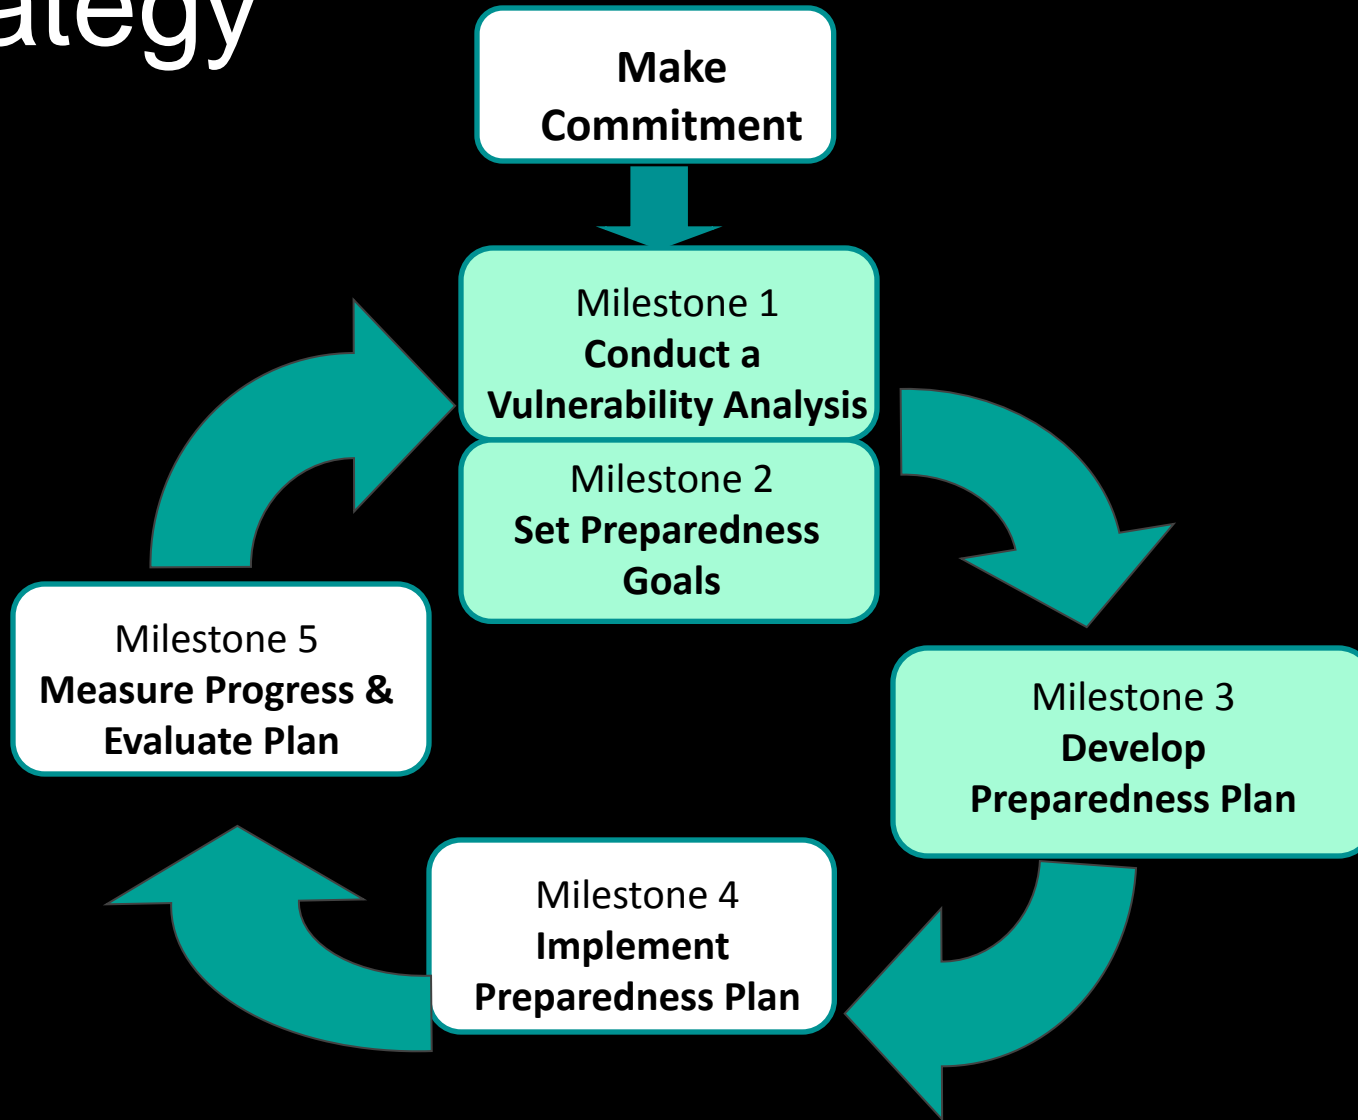 Make
Commitment
Milestone 1
Conduct a
Vulnerability Analysis
Milestone 2
Set Preparedness
Goals
Milestone 3
Develop
Preparedness Plan
Milestone 4
Implement
Preparedness Plan
Milestone 5
Measure Progress &
Evaluate Plan